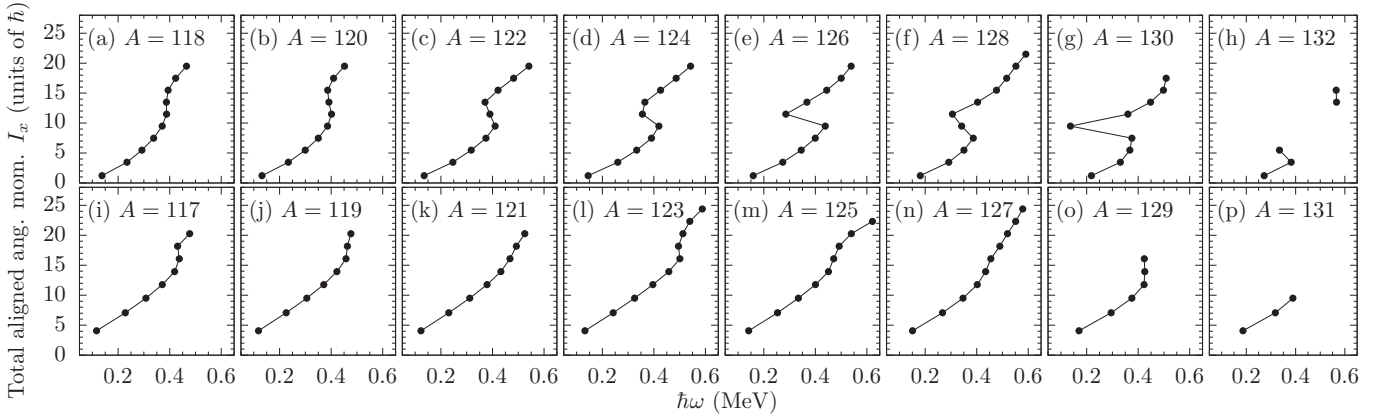 Total aligned ang. mom. Iₓ (units of ħ)
25
20
15
10
5
0
(a) A = 118
(b) A = 120
(c) A = 122
(d) A = 124
(e) A = 126
(f) A = 128
(g) A = 130
(h) A = 132
25
20
15
10
5
0
(i) A = 117
(j) A = 119
(k) A = 121
(l) A = 123
(m) A = 125
(n) A = 127
(o) A = 129
(p) A = 131
0.2 0.4 0.6 0.2 0.4 0.6 0.2 0.4 0.6 0.2 0.4 0.6 0.2 0.4 0.6 0.2 0.4 0.6 0.2 0.4 0.6 0.2 0.4 0.6
ħω (MeV)